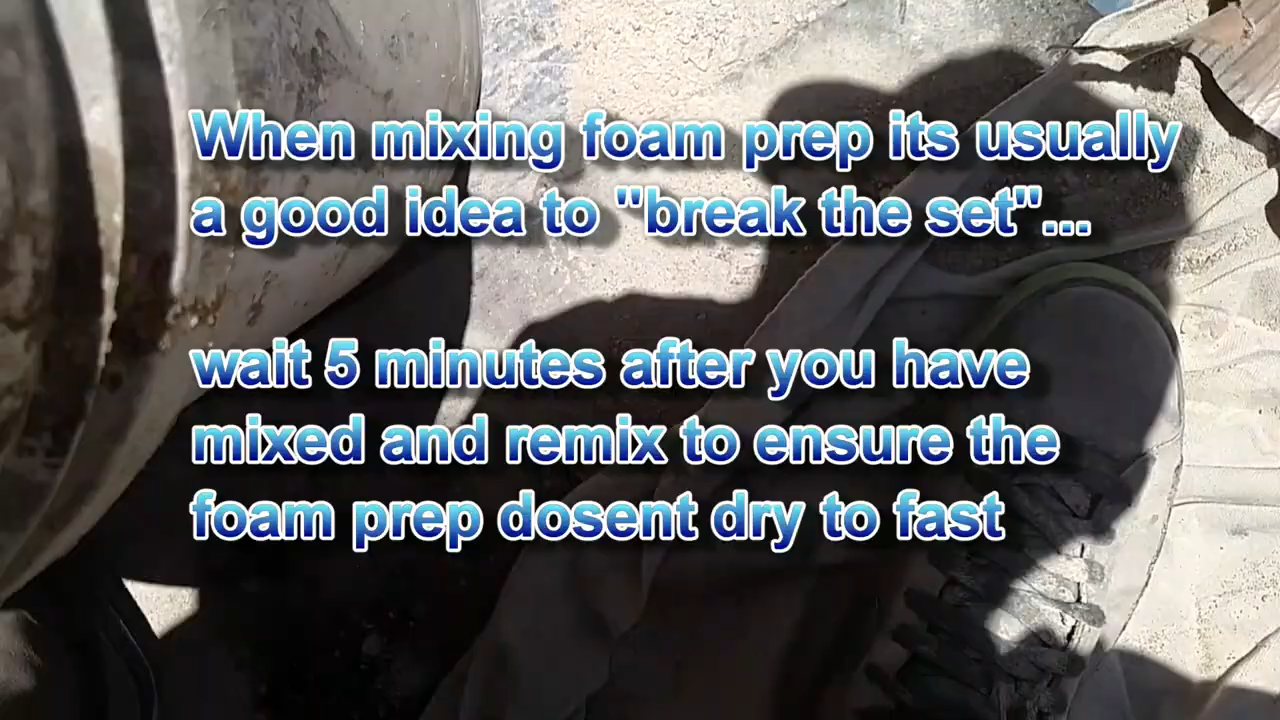 When mixing foam prep its usually
a good idea to "break the set"...
wait 5 minutes after you have
mixed and remix to ensure the
foam prep dosent dry to fast